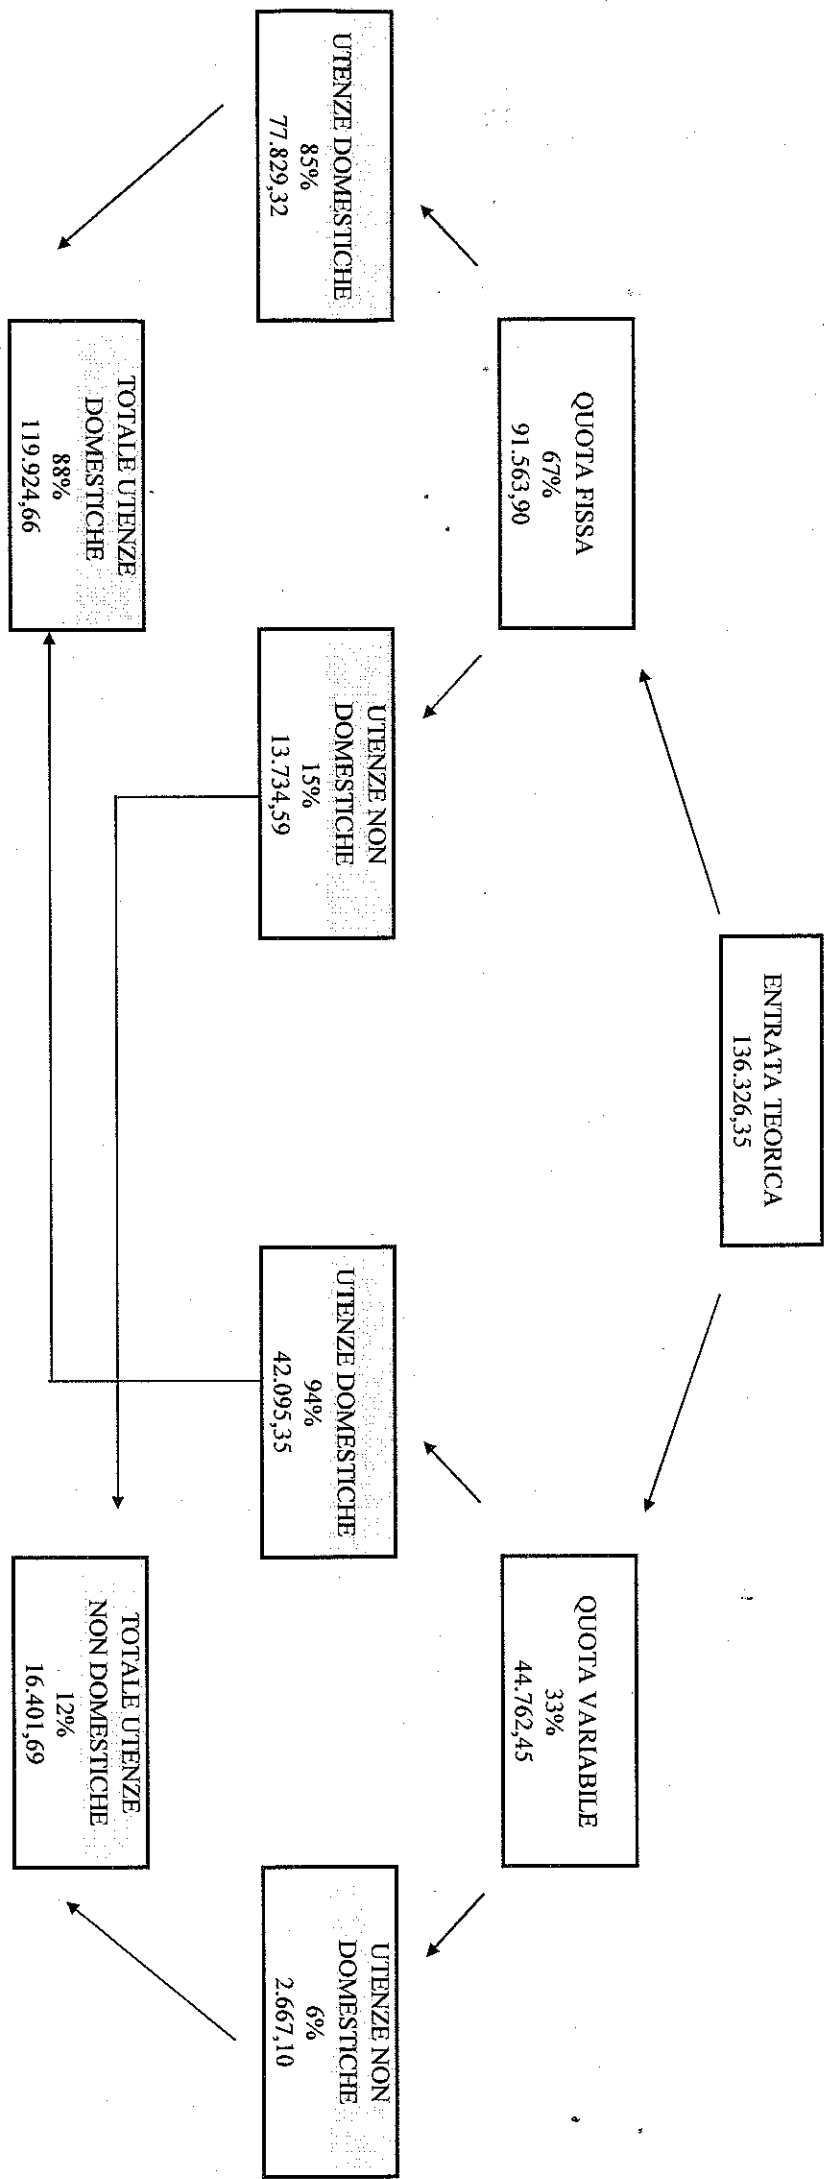 ENTRATA TEORICA
136.326,35
QUOTA FISSA
67%
91.563,90
QUOTA VARIABILE
33%
44.762,45
UTENZE DOMESTICHE
85%
77.829,32
UTENZE NON
DOMESTICHE
15%
13.734,59
UTENZE DOMESTICHE
94%
42.095,35
UTENZE NON
DOMESTICHE
6%
2.667,10
TOTALE UTENZE
DOMESTICHE
88%
119.924,66
TOTALE UTENZE
NON DOMESTICHE
12%
16.401,69